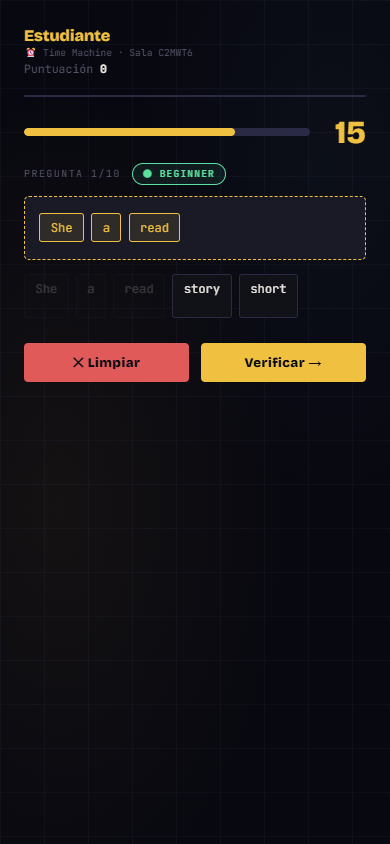 Estudiante
⏰ Time Machine · Sala C2MWT6
Puntuación 0
15
PREGUNTA 1/10 ● BEGINNER
She a read
She a read story short
✕ Limpiar Verificar →